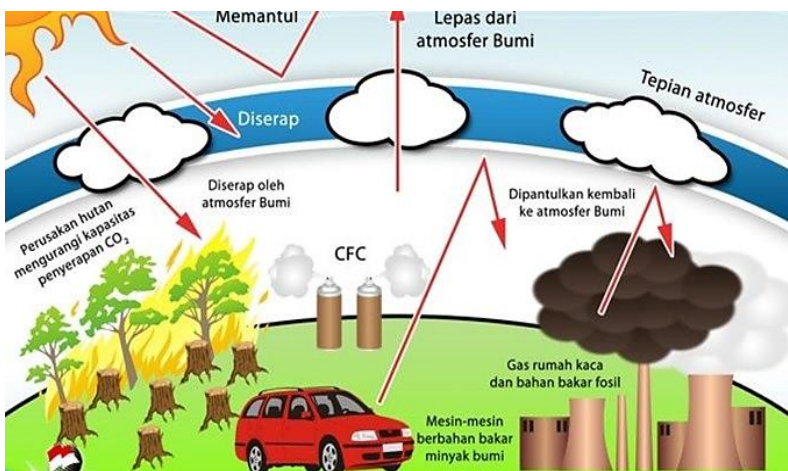 Memantul
Lepas dari
atmosfer Bumi
Tepian atmosfer
Diserap
Diserap oleh
atmosfer Bumi
Dipantulkan kembali
ke atmosfer Bumi
Perusakan hutan
mengurangi kapasitas
penyerapan CO₂
CFC
Gas rumah kaca
dan bahan bakar fosil
Mesin-mesin
berbahan bakar
minyak bumi